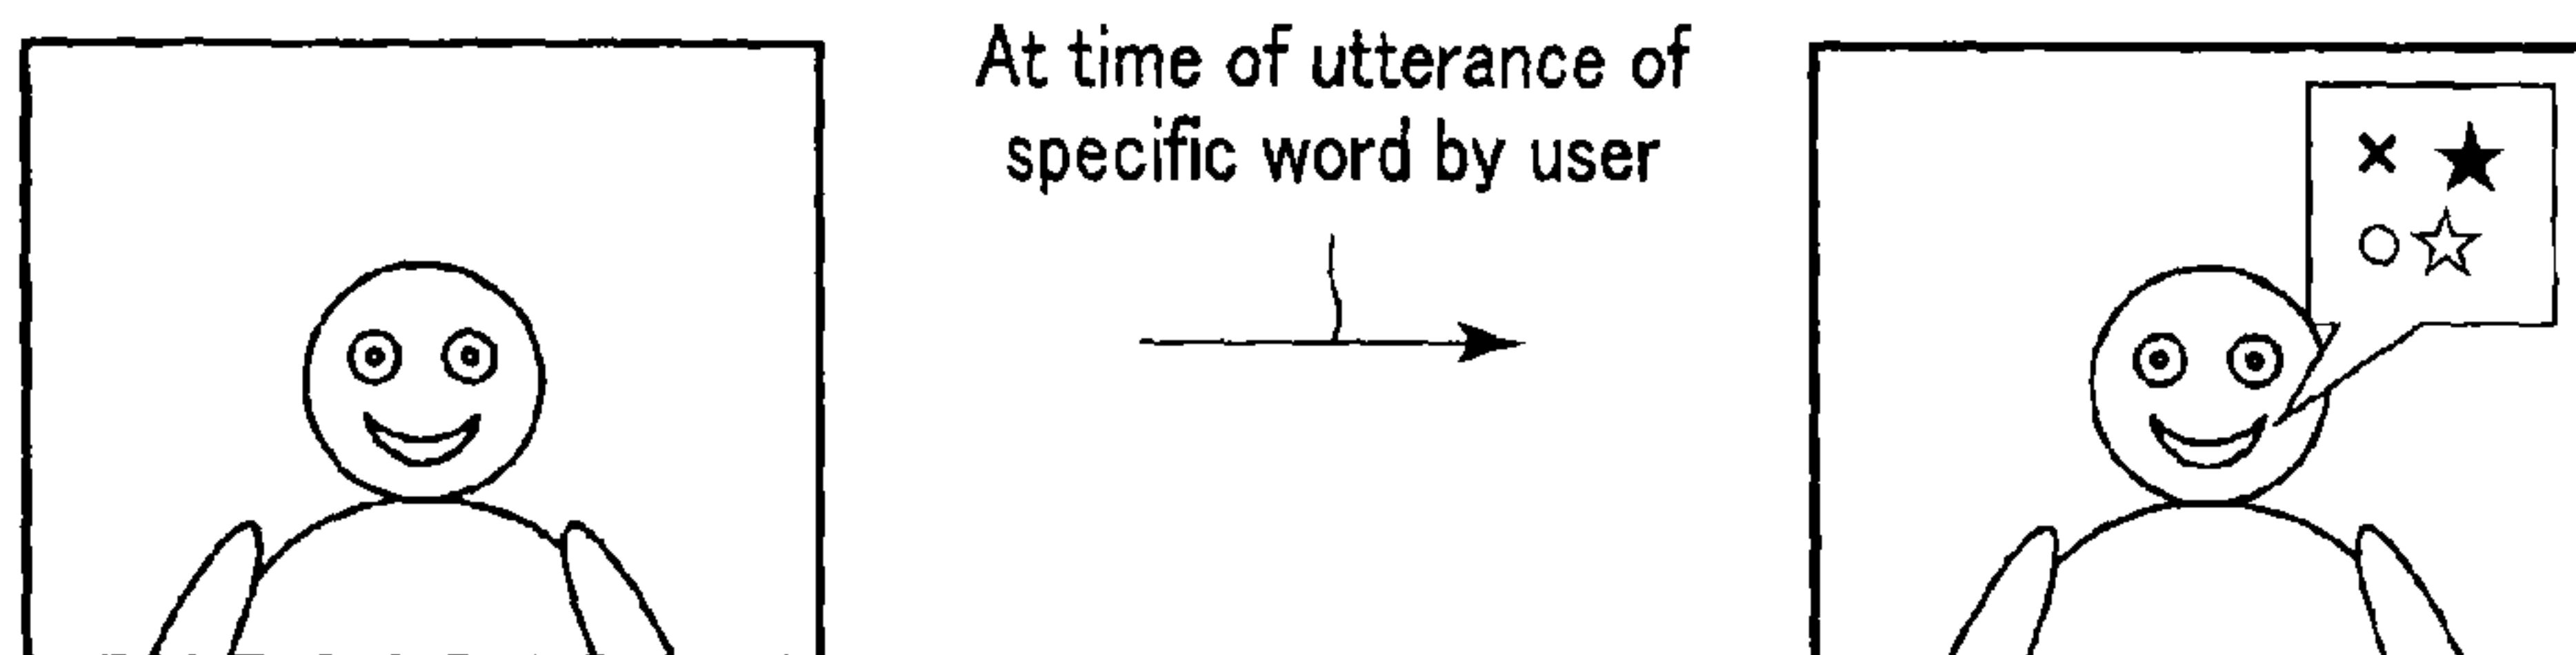 At time of utterance of
specific word by user
×★
○☆